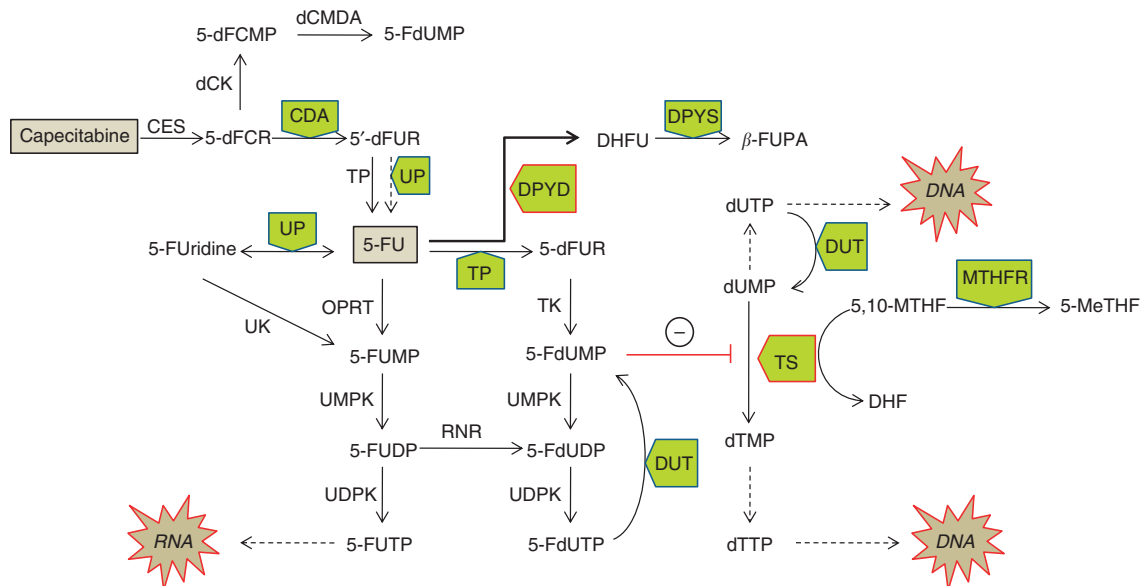 dCMDA
5-dFCMP
5-FdUMP
dCK
CDA
DPYS
Capecitabine
CES
5-dFCR
5′-dFUR
DHFU
β-FUPA
TP
UP
DPYD
DNA
dUTP
UP
5-FUridine
5-FU
5-dFUR
DUT
TP
MTHFR
dUMP
OPRT
TK
5,10-MTHF
5-MeTHF
UK
−
5-FUMP
5-FdUMP
TS
UMPK
UMPK
DHF
RNR
dTMP
5-FUDP
5-FdUDP
DUT
UDPK
UDPK
RNA
5-FUTP
5-FdUTP
dTTP
DNA